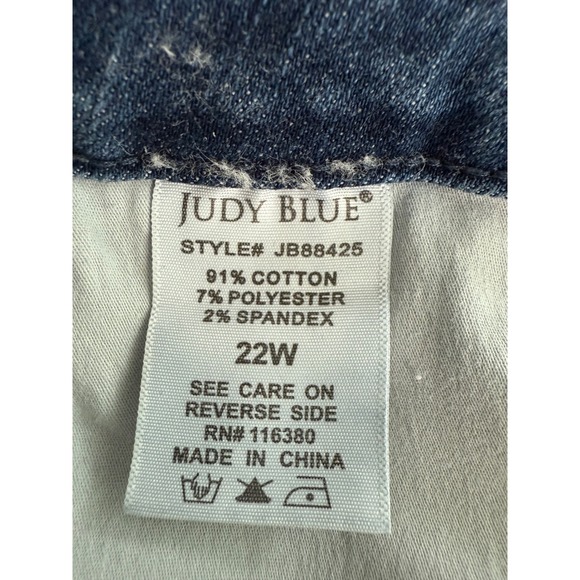 JUDY BLUE®
STYLE# JB88425
91% COTTON
7% POLYESTER
2% SPANDEX
22W
SEE CARE ON
REVERSE SIDE
RN# 116380
MADE IN CHINA